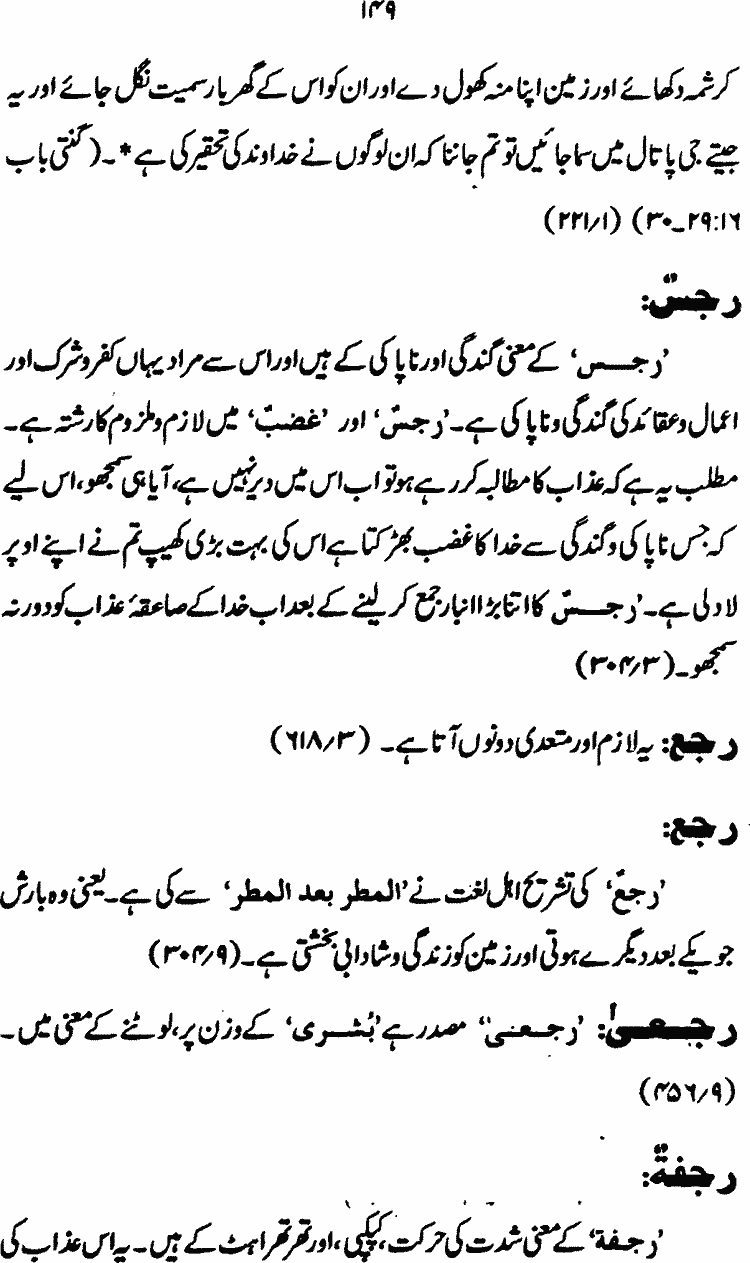 ۱۴۹
کرشمہ دکھائے اور زمین اپنا منہ کھول دے اور ان کو اس کے گھر بار سمیت نگل جائے اور یہ
جیتے جی پاتال میں سما جائیں تو تم جاننا کہ ان لوگوں نے خداوند کی تحقیر کی ہے *۔ (گنتی باب
۱۶:۲۹۔۳۰) (۱/۲۲۱)
رجسٌ:
’رجس‘ کے معنی گندگی اور ناپاکی کے ہیں اور اس سے مراد یہاں کفر و شرک اور
اعمال و عقائد کی گندگی و ناپاکی ہے۔ ’رجسٌ‘ اور ’غضبٌ‘ میں لازم و ملزوم کا رشتہ ہے۔
مطلب یہ ہے کہ عذاب کا مطالبہ کر رہے ہو تو اب اس میں دیر نہیں ہے، آیا ہی سمجھو، اس لیے
کہ جس ناپاکی و گندگی سے خدا کا غضب بھڑکتا ہے اس کی بہت بڑی کھیپ تم نے اپنے اوپر
لاد لی ہے۔ ’رجسٌ کا اتنا بڑا انبار جمع کر لینے کے بعد اب خدا کے صاعقۂ عذاب کو دور نہ
سمجھو۔ (۳/۳۰۴)
رجع: یہ لازم اور متعدی دونوں آتا ہے۔ (۳/۶۱۸)
رجع:
’رجعٌ‘ کی تشریح اہل لغت نے ’المطر بعد المطر‘ سے کی ہے۔ یعنی وہ بارش
جو یکے بعد دیگرے ہوتی اور زمین کو زندگی و شادابی بخشتی ہے۔ (۹/۳۰۴)
رجعیٰ: ’رجعیٰ‘ مصدر ہے ’بُشری‘ کے وزن پر، لوٹنے کے معنی میں۔
(۹/۴۵۶)
رجفةٌ:
’رجفة‘ کے معنی شدت کی حرکت، کپکپی، اور تھرتھراہٹ کے ہیں۔ یہ اس عذاب کی